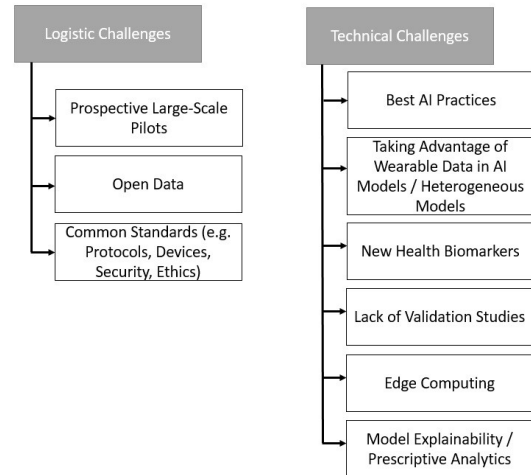 Logistic Challenges
Prospective Large-Scale
Pilots
Open Data
Common Standards (e.g.
Protocols, Devices,
Security, Ethics)
Technical Challenges
Best AI Practices
Taking Advantage of
Wearable Data in AI
Models / Heterogeneous
Models
New Health Biomarkers
Lack of Validation Studies
Edge Computing
Model Explainability /
Prescriptive Analytics